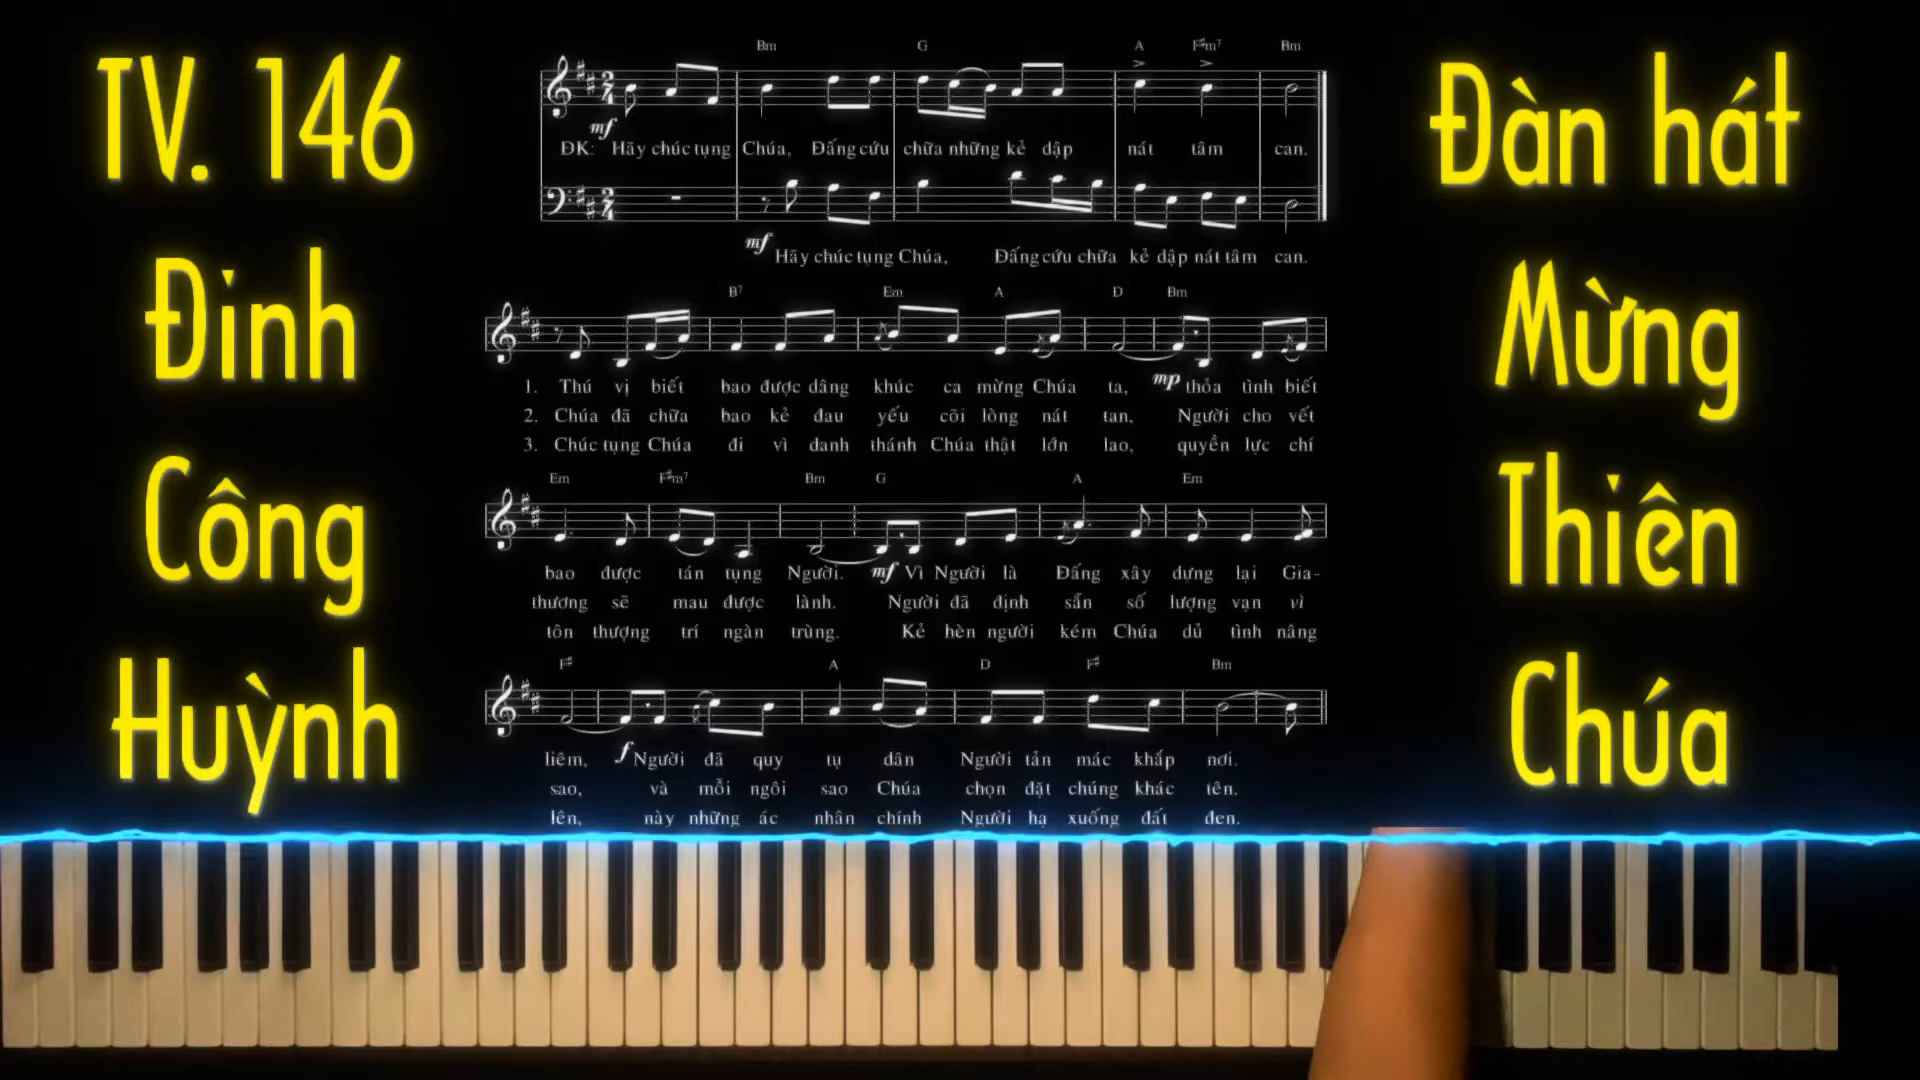 TV. 146
Đinh
Công
Huỳnh
Bm G A F#m7 Bm
mf
ĐK: Hãy chúc tụng Chúa, Đấng cứu chữa những kẻ dập nát tâm can.
mf Hãy chúc tụng Chúa, Đấng cứu chữa kẻ dập nát tâm can.
B7 Em A D Bm
1. Thú vị biết bao được dâng khúc ca mừng Chúa ta, mp thỏa tình biết
2. Chúa đã chữa bao kẻ đau yếu cõi lòng nát tan, Người cho vết
3. Chúc tụng Chúa đi vì danh thánh Chúa thật lớn lao, quyền lực chí
Em F#m7 Bm G A Em
bao được tán tụng Người. mf Vì Người là Đấng xây dựng lại Gia-
thương sẽ mau được lành. Người đã định sẵn số lượng vạn vì
tôn thượng trí ngàn trùng. Kẻ hèn người kém Chúa dủ tình nâng
F# A D F# Bm
liêm, f Người đã quy tụ dân Người tản mác khắp nơi.
sao, và mỗi ngôi sao Chúa chọn đặt chúng khác tên.
lên, này những ác nhân chính Người hạ xuống đất đen.
Đàn hát
Mừng
Thiên
Chúa